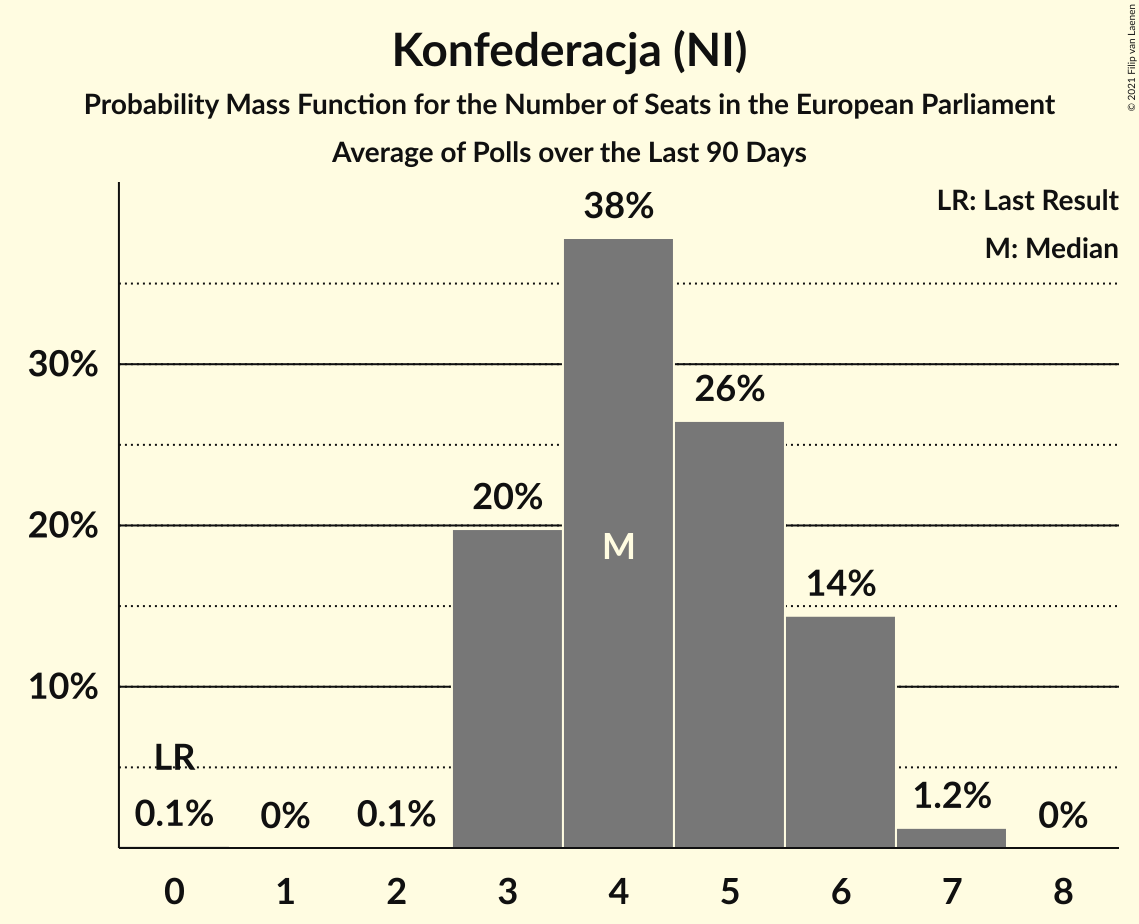 Konfederacja (NI)
Probability Mass Function for the Number of Seats in the European Parliament
Average of Polls over the Last 90 Days
© 2021 Filip van Laenen
LR: Last Result
M: Median
38%
30%
26%
20%
20%
M
14%
10%
LR
0.1%
0%
0.1%
1.2%
0%
0 1 2 3 4 5 6 7 8